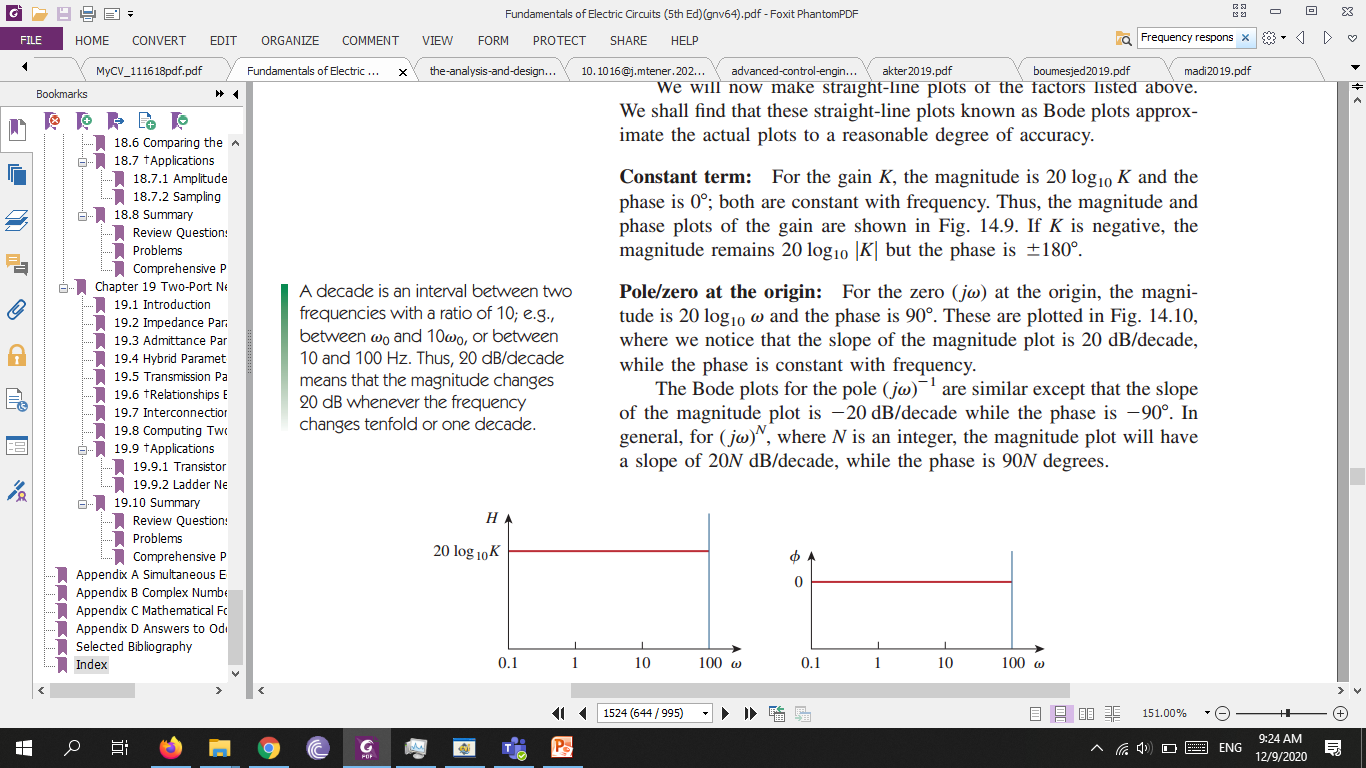 Fundamentals of Electric Circuits (5th Ed)(gnv64).pdf - Foxit PhantomPDF
FILE HOME CONVERT EDIT ORGANIZE COMMENT VIEW FORM PROTECT SHARE HELP
Frequency respons
MyCV_111618pdf.pdf
Fundamentals of Electric ...
the-analysis-and-design...
10.1016@j.mtener.202...
advanced-control-engin...
akter2019.pdf
boumesjed2019.pdf
madi2019.pdf
Bookmarks
18.6 Comparing the
18.7 †Applications
18.7.1 Amplitude
18.7.2 Sampling
18.8 Summary
Review Questions
Problems
Comprehensive P
Chapter 19 Two-Port Ne
19.1 Introduction
19.2 Impedance Para
19.3 Admittance Par
19.4 Hybrid Paramet
19.5 Transmission Pa
19.6 †Relationships B
19.7 Interconnection
19.8 Computing Two
19.9 †Applications
19.9.1 Transistor
19.9.2 Ladder Ne
19.10 Summary
Review Questions
Problems
Comprehensive P
Appendix A Simultaneous E
Appendix B Complex Numbe
Appendix C Mathematical Fo
Appendix D Answers to Odd
Selected Bibliography
Index
We will now make straight-line plots of the factors listed above.
We shall find that these straight-line plots known as Bode plots approx-
imate the actual plots to a reasonable degree of accuracy.
Constant term: For the gain K, the magnitude is 20 log₁₀ K and the
phase is 0°; both are constant with frequency. Thus, the magnitude and
phase plots of the gain are shown in Fig. 14.9. If K is negative, the
magnitude remains 20 log₁₀ |K| but the phase is ±180°.
A decade is an interval between two
frequencies with a ratio of 10; e.g.,
between ω₀ and 10ω₀, or between
10 and 100 Hz. Thus, 20 dB/decade
means that the magnitude changes
20 dB whenever the frequency
changes tenfold or one decade.
Pole/zero at the origin: For the zero (jω) at the origin, the magni-
tude is 20 log₁₀ ω and the phase is 90°. These are plotted in Fig. 14.10,
where we notice that the slope of the magnitude plot is 20 dB/decade,
while the phase is constant with frequency.
The Bode plots for the pole (jω)⁻¹ are similar except that the slope
of the magnitude plot is −20 dB/decade while the phase is −90°. In
general, for (jω)ᴺ, where N is an integer, the magnitude plot will have
a slope of 20N dB/decade, while the phase is 90N degrees.
H
20 log₁₀K
0.1 1 10 100 ω
ϕ
0
0.1 1 10 100 ω
1524 (644 / 995)
151.00%
PDF
ENG
9:24 AM
12/9/2020